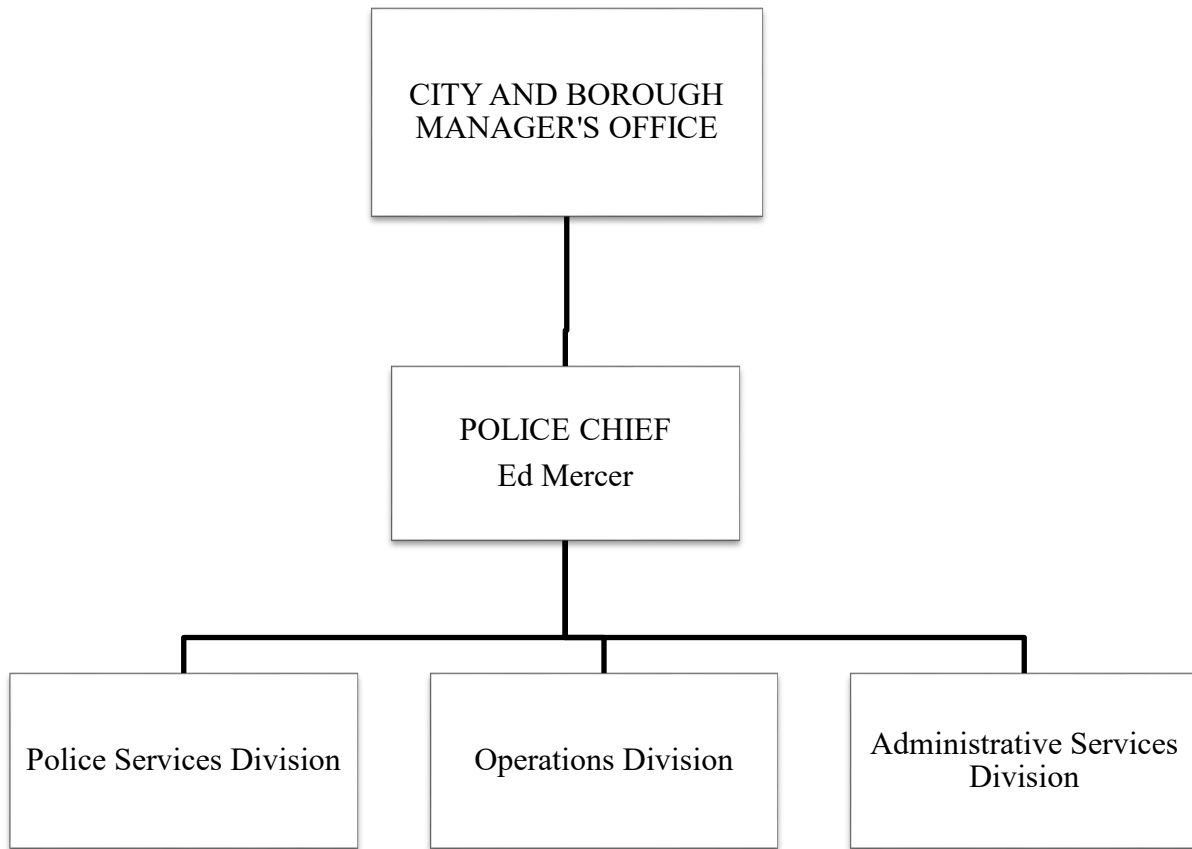 CITY AND BOROUGH
MANAGER'S OFFICE
POLICE CHIEF
Ed Mercer
Police Services Division
Operations Division
Administrative Services
Division